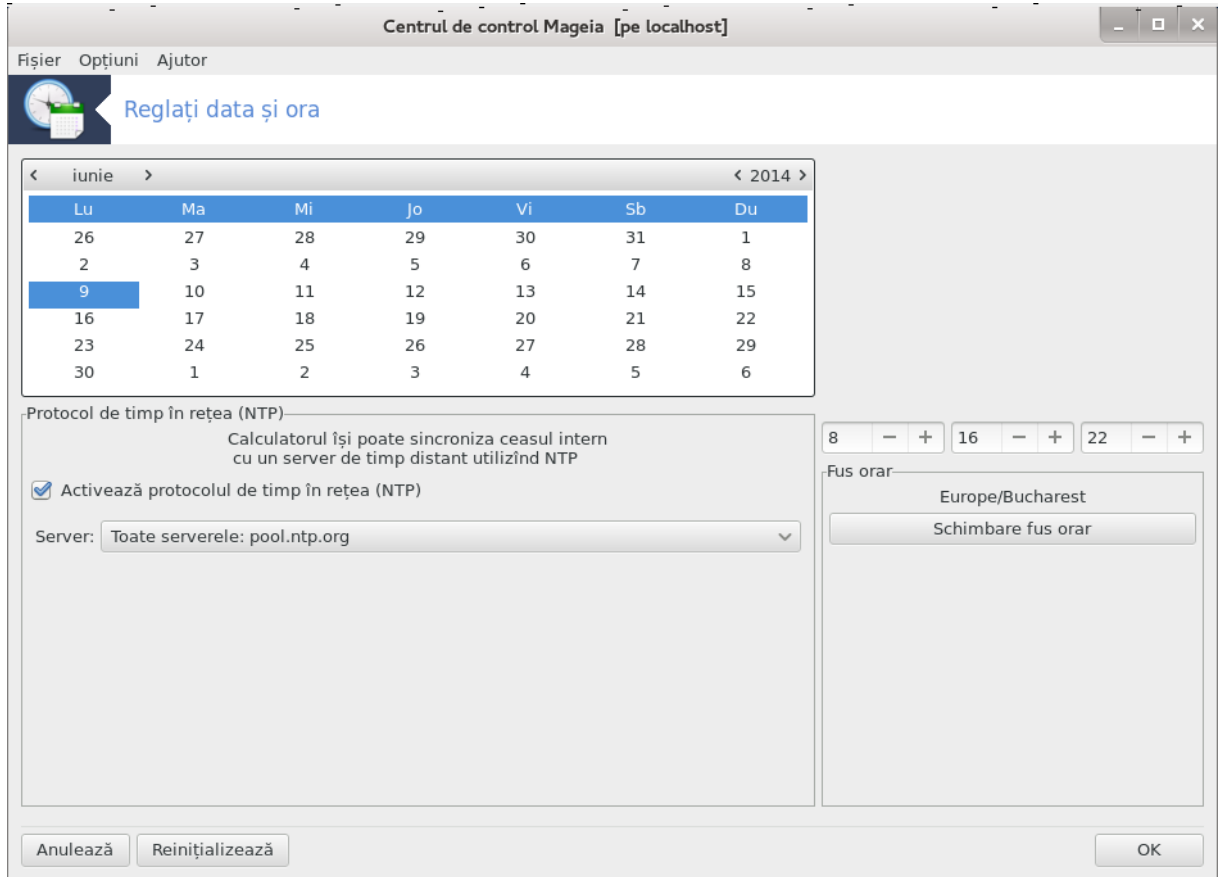 Centrul de control Mageia [pe localhost]
Fișier Opțiuni Ajutor
Reglați data și ora
< iunie > < 2014 >
Lu Ma Mi Jo Vi Sb Du
26 27 28 29 30 31 1
2 3 4 5 6 7 8
9 10 11 12 13 14 15
16 17 18 19 20 21 22
23 24 25 26 27 28 29
30 1 2 3 4 5 6
Protocol de timp în rețea (NTP)
Calculatorul își poate sincroniza ceasul intern
cu un server de timp distant utilizînd NTP
Activează protocolul de timp în rețea (NTP)
Server: Toate serverele: pool.ntp.org
8 − + 16 − + 22 − +
Fus orar
Europe/Bucharest
Schimbare fus orar
Anulează Reinițializează OK